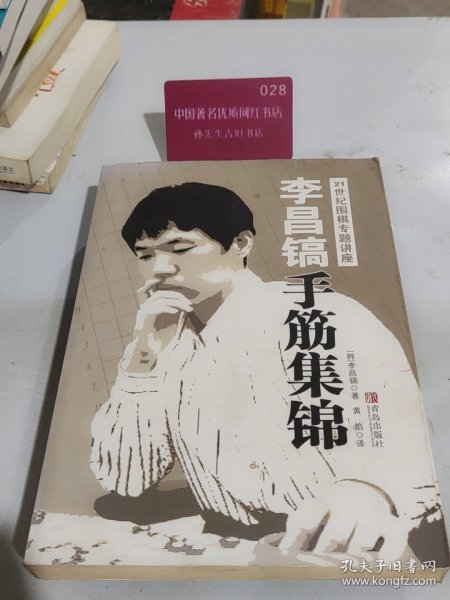 028
中国著名优质网红书店
孙先生古旧书店
21世纪围棋专题讲座
李昌镐
手筋集锦
[韩]李昌镐◎著
黄焰◎译
青岛出版社
孔夫子旧书网
www.kongfz.com